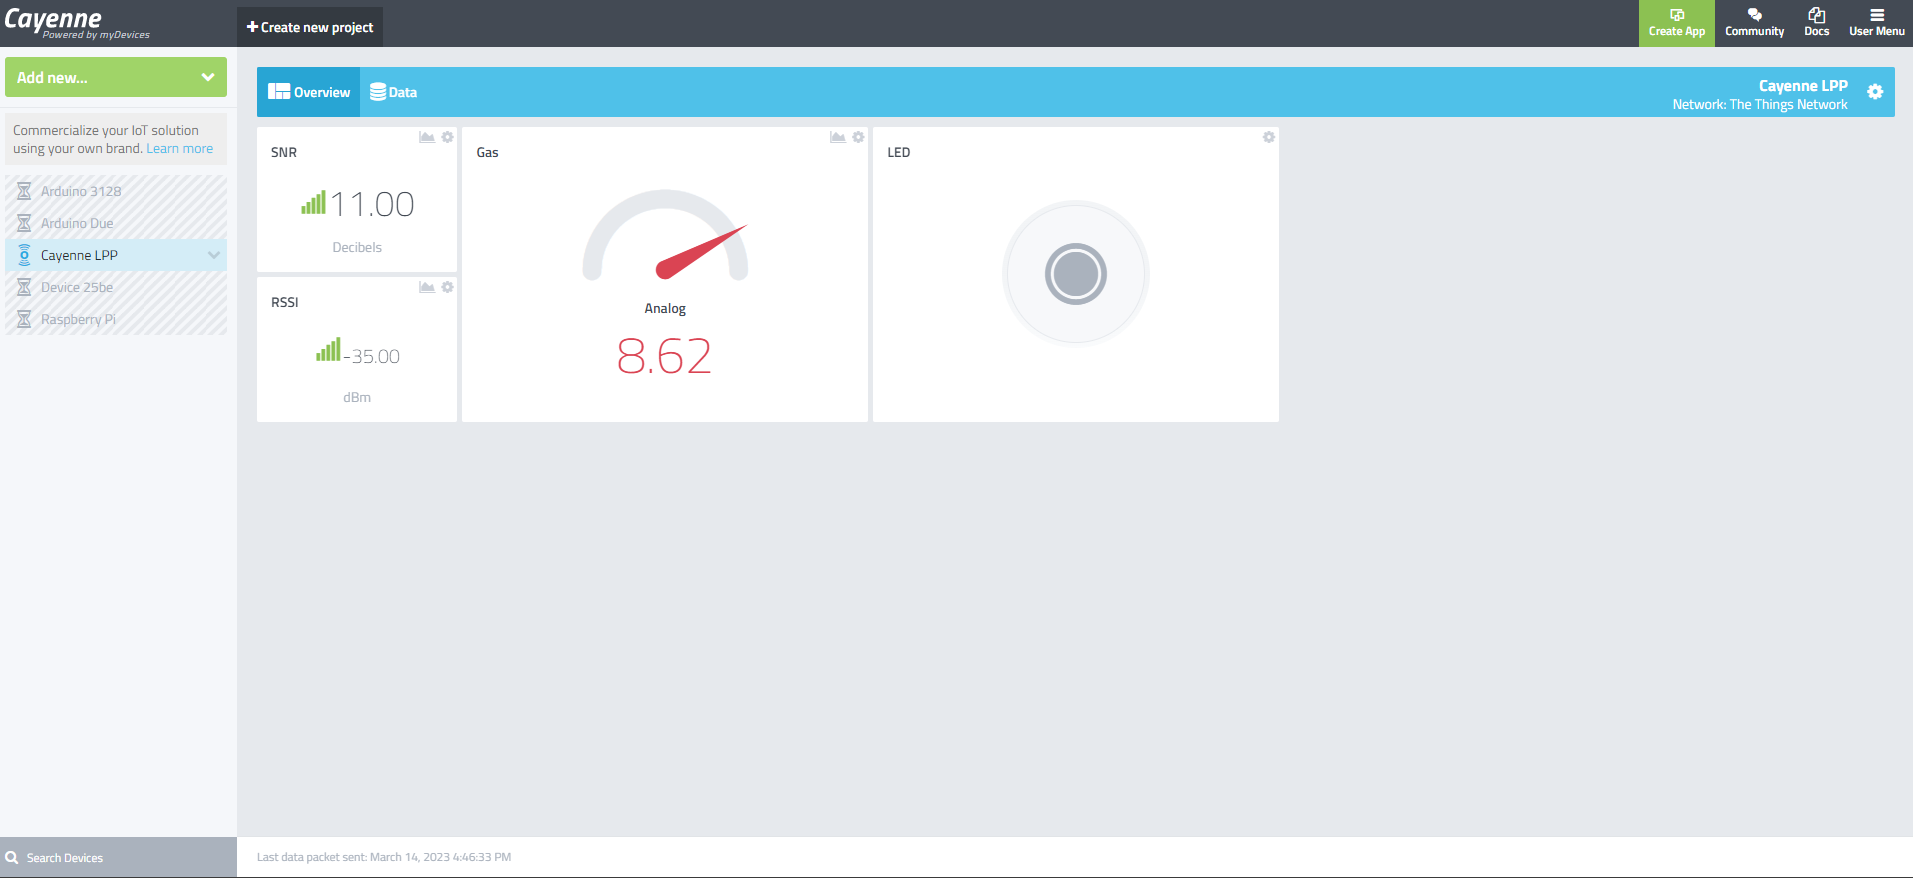 Cayenne
Powered by myDevices
Create new project
Create App
Community
Docs
User Menu
Add new...
Commercialize your IoT solution
using your own brand. Learn more
Arduino 3128
Arduino Due
Cayenne LPP
Device 25be
Raspberry Pi
Search Devices
Overview
Data
Cayenne LPP
Network: The Things Network
SNR
11.00
Decibels
RSSI
-35.00
dBm
Gas
Analog
8.62
LED
Last data packet sent: March 14, 2023 4:46:33 PM